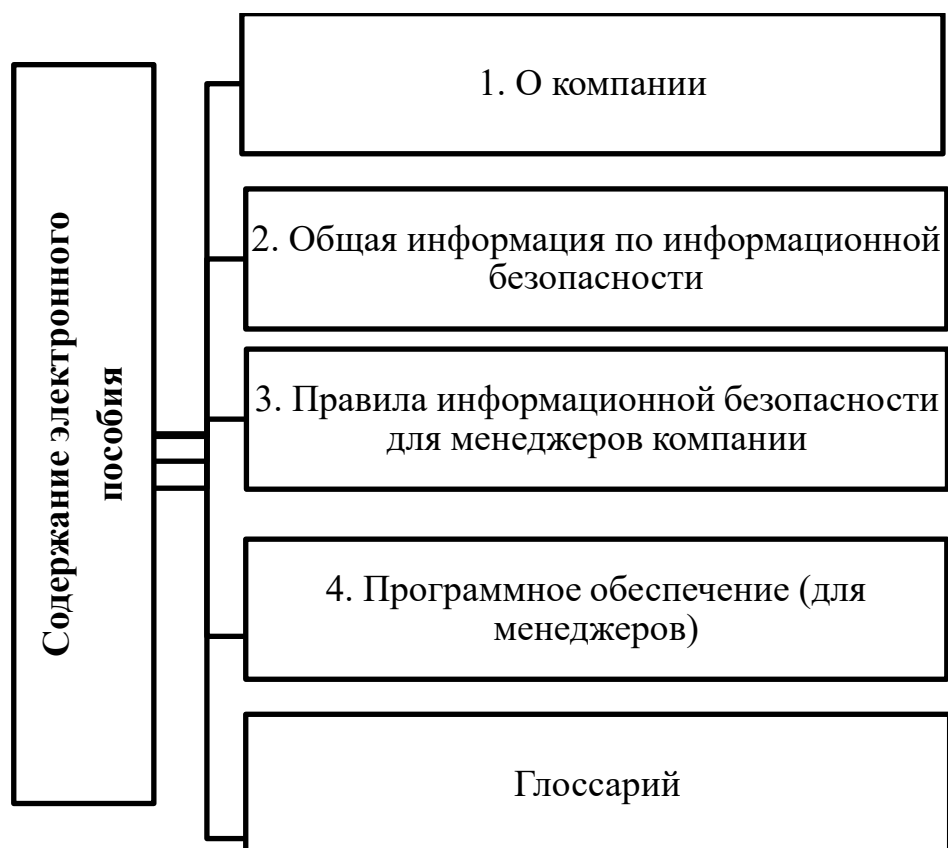 Содержание электронного
пособия
1. О компании
2. Общая информация по информационной
безопасности
3. Правила информационной безопасности
для менеджеров компании
4. Программное обеспечение (для
менеджеров)
Глоссарий